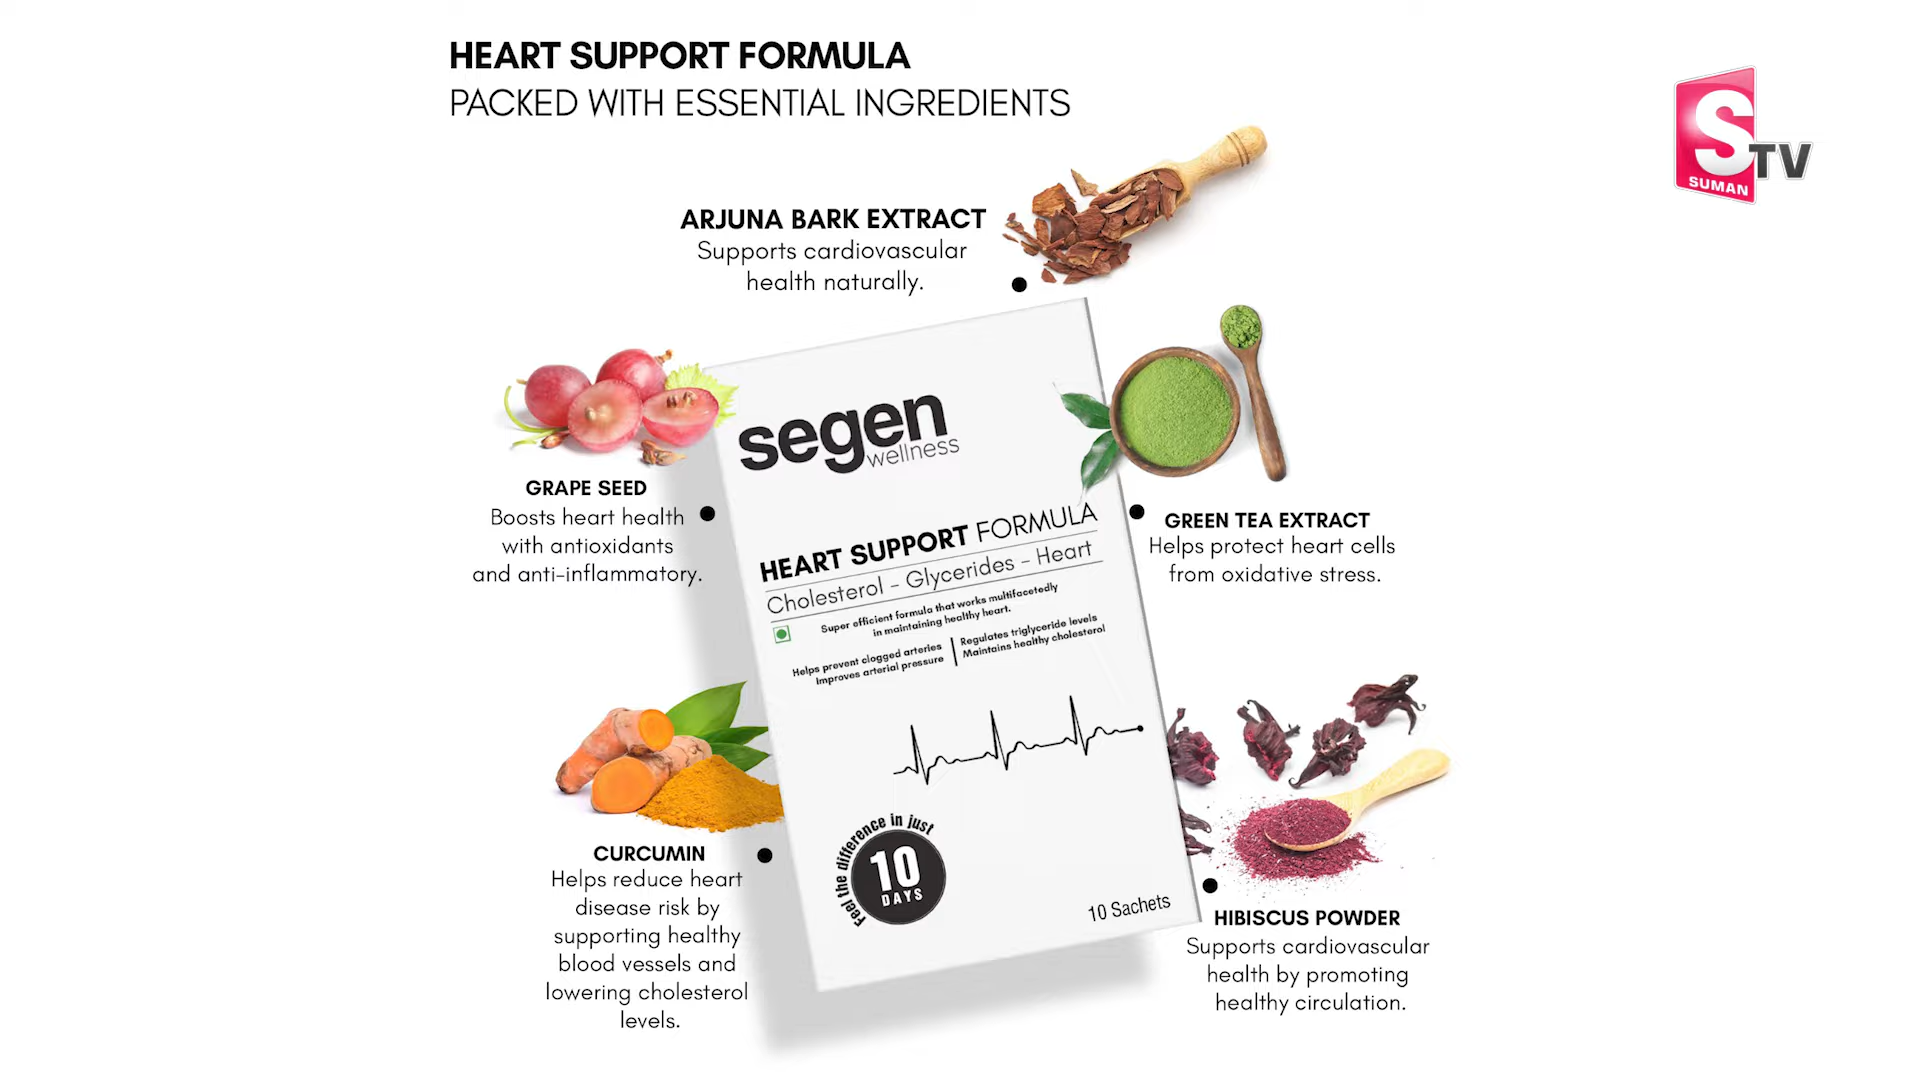 HEART SUPPORT FORMULA
PACKED WITH ESSENTIAL INGREDIENTS
S
TV
SUMAN
ARJUNA BARK EXTRACT
Supports cardiovascular
health naturally.
GRAPE SEED
Boosts heart health
with antioxidants
and anti-inflammatory.
GREEN TEA EXTRACT
Helps protect heart cells
from oxidative stress.
segen
wellness
HEART SUPPORT FORMULA
Cholesterol - Glycerides - Heart
Super efficient formula that works multifacetedly
in maintaining healthy heart.
Helps prevent clogged arteries
Improves arterial pressure
Regulates triglyceride levels
Maintains healthy cholesterol
Feel the difference in just
10
DAYS
10 Sachets
CURCUMIN
Helps reduce heart
disease risk by
supporting healthy
blood vessels and
lowering cholesterol
levels.
HIBISCUS POWDER
Supports cardiovascular
health by promoting
healthy circulation.